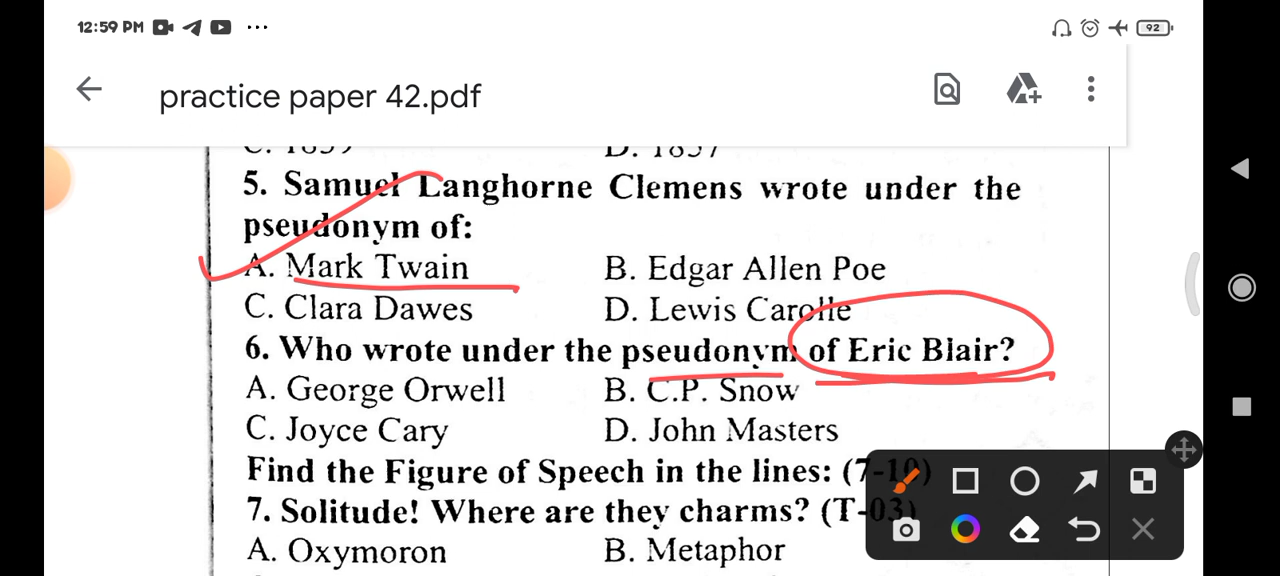 12:59 PM ...
92
practice paper 42.pdf
C. 1859 D. 1857
5. Samuel Langhorne Clemens wrote under the
pseudonym of:
A. Mark Twain B. Edgar Allen Poe
C. Clara Dawes D. Lewis Carolle
6. Who wrote under the pseudonym of Eric Blair?
A. George Orwell B. C.P. Snow
C. Joyce Cary D. John Masters
Find the Figure of Speech in the lines: (7-10)
7. Solitude! Where are they charms? (T-03)
A. Oxymoron B. Metaphor